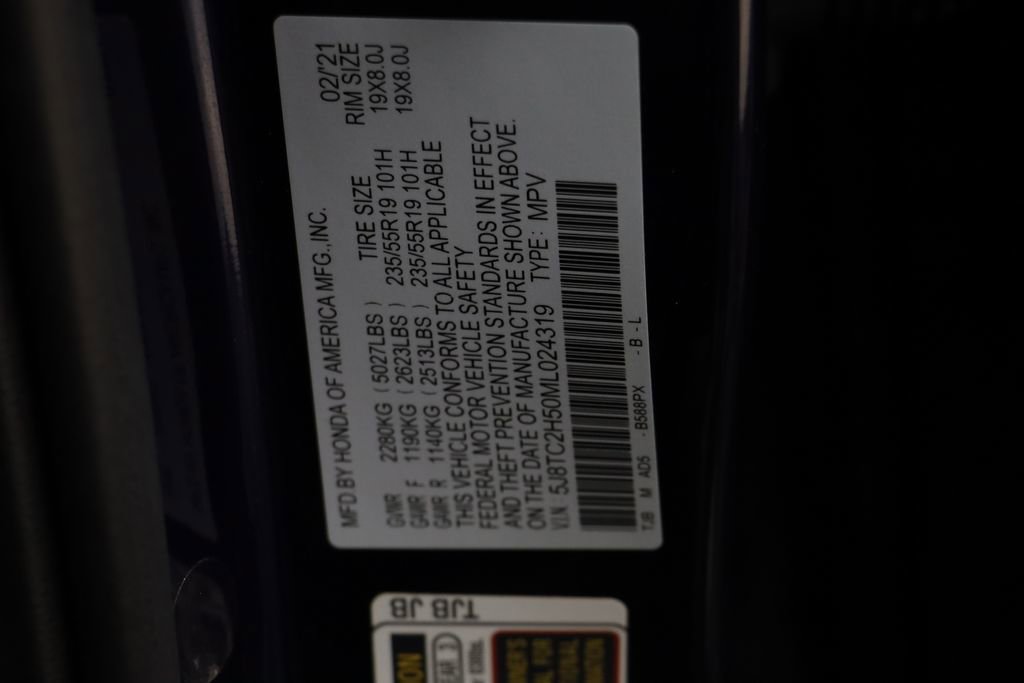 MFD. BY HONDA OF AMERICA MFG., INC. 02/'21
TIRE SIZE RIM SIZE
GVWR 2280KG ( 5027LBS )
GAWR F 1190KG ( 2623LBS ) 235/55R19 101H 19X8.0J
GAWR R 1140KG ( 2513LBS ) 235/55R19 101H 19X8.0J
THIS VEHICLE CONFORMS TO ALL APPLICABLE
FEDERAL MOTOR VEHICLE SAFETY
AND THEFT PREVENTION STANDARDS IN EFFECT
ON THE DATE OF MANUFACTURE SHOWN ABOVE.
V.I.N.: 5J8TC2H50ML024319 TYPE: MPV
TJB M AD5 - B588PX - B - L
TJB JB